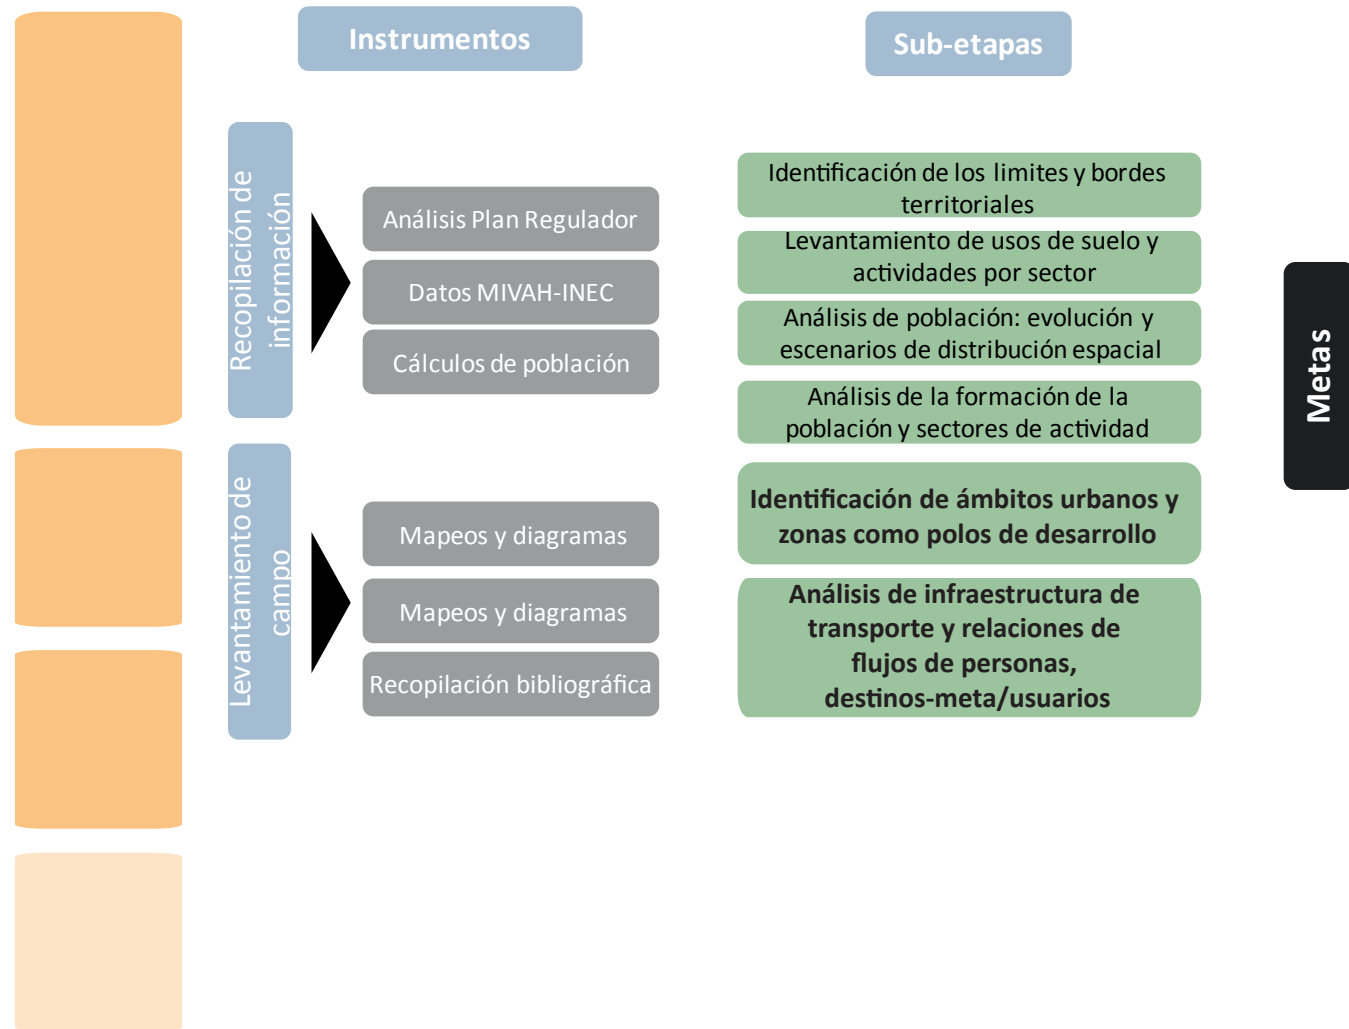 Instrumentos
Sub-etapas
Recopilación de
información
Análisis Plan Regulador
Datos MIVAH-INEC
Cálculos de población
Levantamiento de
campo
Mapeos y diagramas
Mapeos y diagramas
Recopilación bibliográfica
Identificación de los limites y bordes
territoriales
Levantamiento de usos de suelo y
actividades por sector
Análisis de población: evolución y
escenarios de distribución espacial
Análisis de la formación de la
población y sectores de actividad
Identificación de ámbitos urbanos y
zonas como polos de desarrollo
Análisis de infraestructura de
transporte y relaciones de
flujos de personas,
destinos-meta/usuarios
Metas